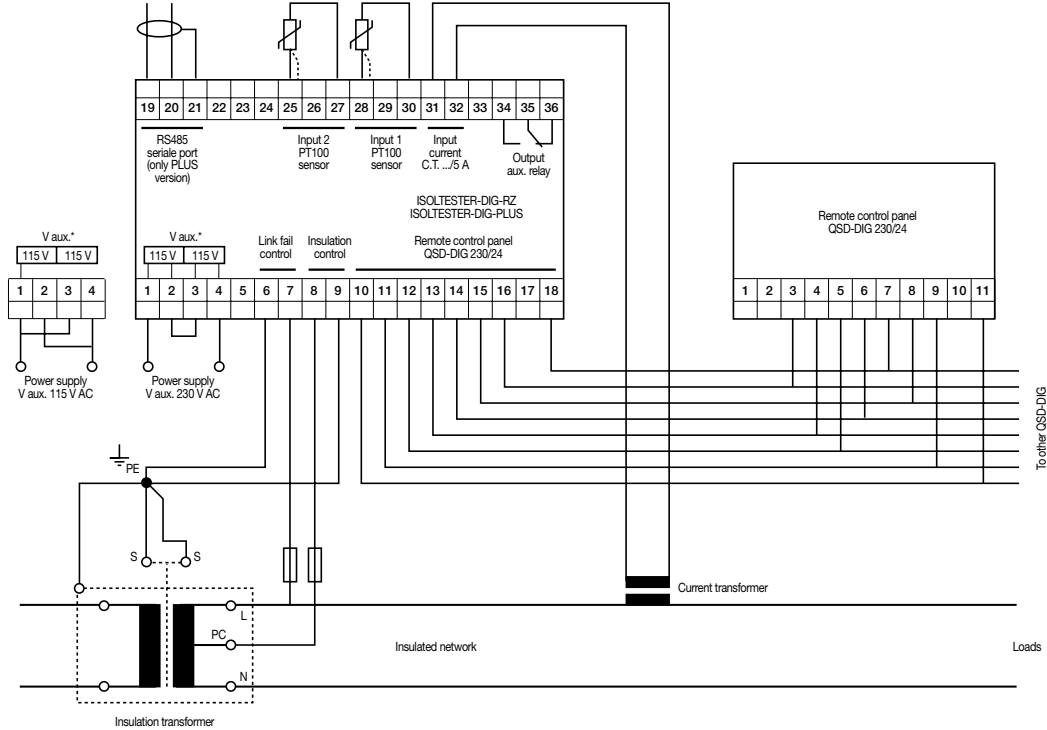 19 20 21 22 23 24 25 26 27 28 29 30 31 32 33 34 35 36
RS485
seriale port
(only PLUS
version)
Input 2
PT100
sensor
Input 1
PT100
sensor
Input
current
C.T. .../5 A
Output
aux. relay
ISOLTESTER-DIG-RZ
ISOLTESTER-DIG-PLUS
Remote control panel
QSD-DIG 230/24
V aux.*
115 V 115 V
V aux.*
115 V 115 V
Link fail
control
Insulation
control
Remote control panel
QSD-DIG 230/24
1 2 3 4
1 2 3 4 5 6 7 8 9 10 11 12 13 14 15 16 17 18
1 2 3 4 5 6 7 8 9 10 11
Power supply
V aux. 115 V AC
Power supply
V aux. 230 V AC
To other QSD-DIG
PE
S
S
Current transformer
L
PC
Insulated network
Loads
N
Insulation transformer